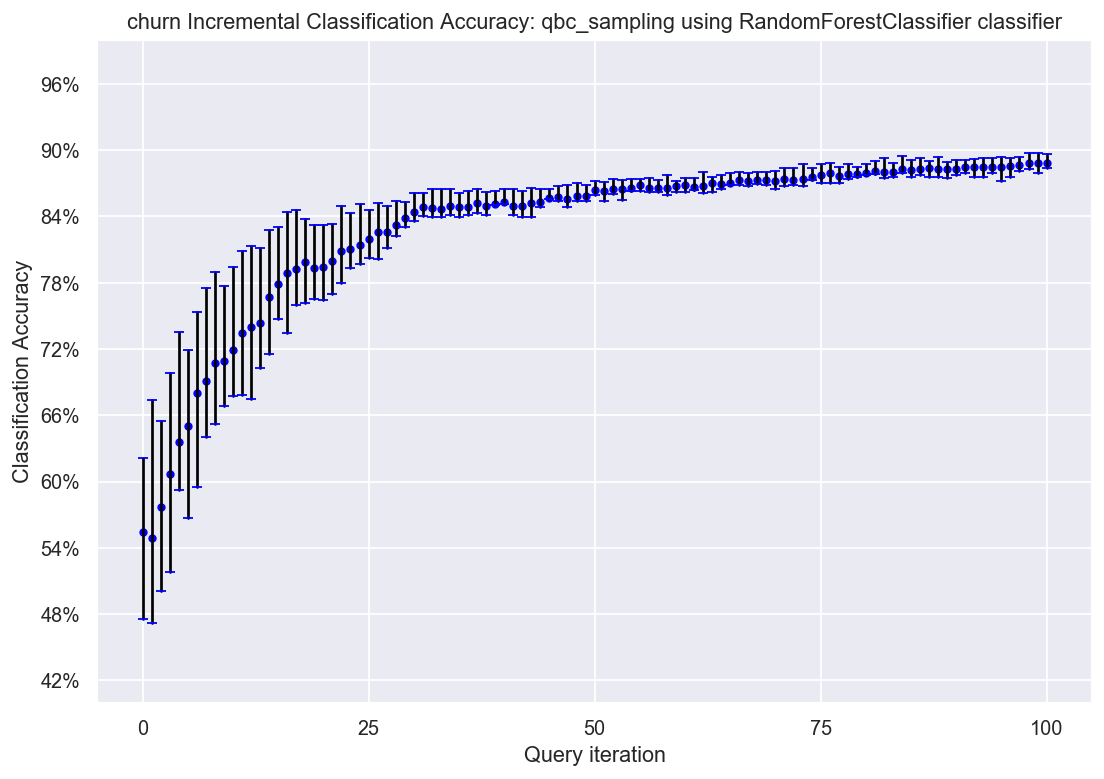 churn Incremental Classification Accuracy: qbc_sampling using RandomForestClassifier classifier
96%
90%
84%
78%
72%
66%
60%
54%
48%
42%
Classification Accuracy
0 25 50 75 100
Query iteration